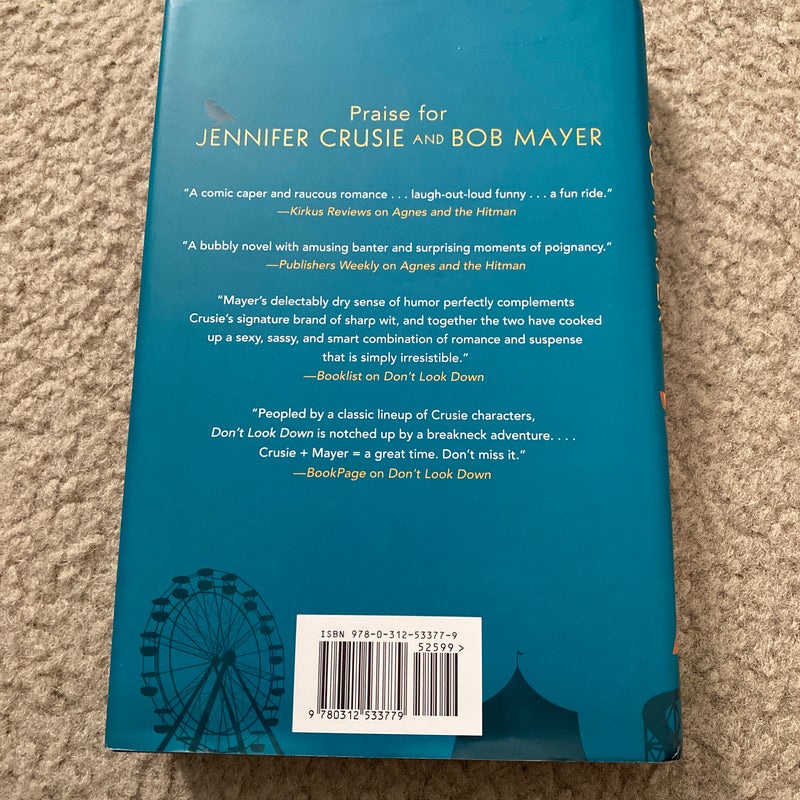 Praise for
JENNIFER CRUSIE AND BOB MAYER
“A comic caper and raucous romance . . . laugh-out-loud funny . . . a fun ride.”
—Kirkus Reviews on Agnes and the Hitman
“A bubbly novel with amusing banter and surprising moments of poignancy.”
—Publishers Weekly on Agnes and the Hitman
“Mayer’s delectably dry sense of humor perfectly complements
Crusie’s signature brand of sharp wit, and together the two have cooked
up a sexy, sassy, and smart combination of romance and suspense
that is simply irresistible.”
—Booklist on Don’t Look Down
“Peopled by a classic lineup of Crusie characters,
Don’t Look Down is notched up by a breakneck adventure. . . .
Crusie + Mayer = a great time. Don’t miss it.”
—BookPage on Don’t Look Down
ISBN 978-0-312-53377-9
52599>
9 780312 533779